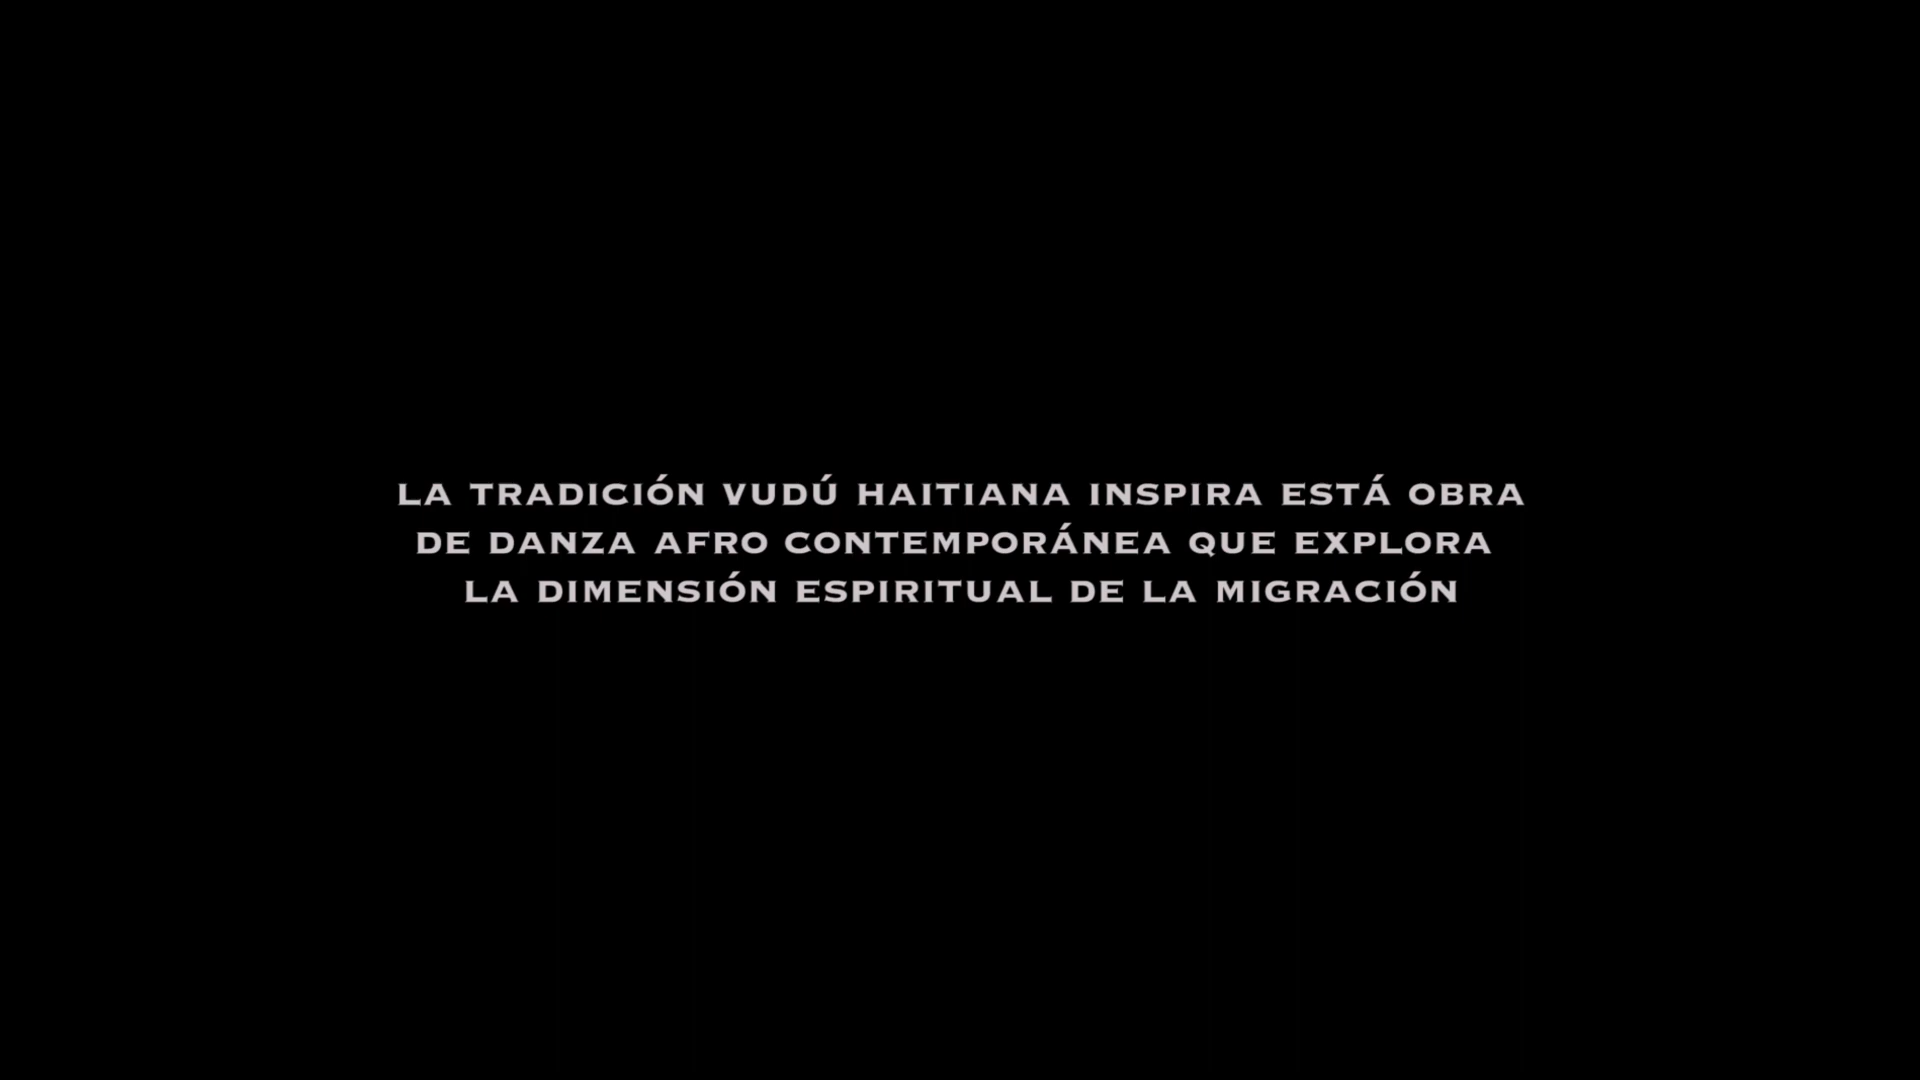 LA TRADICIÓN VUDÚ HAITIANA INSPIRA ESTÁ OBRA
DE DANZA AFRO CONTEMPORÁNEA QUE EXPLORA
LA DIMENSIÓN ESPIRITUAL DE LA MIGRACIÓN